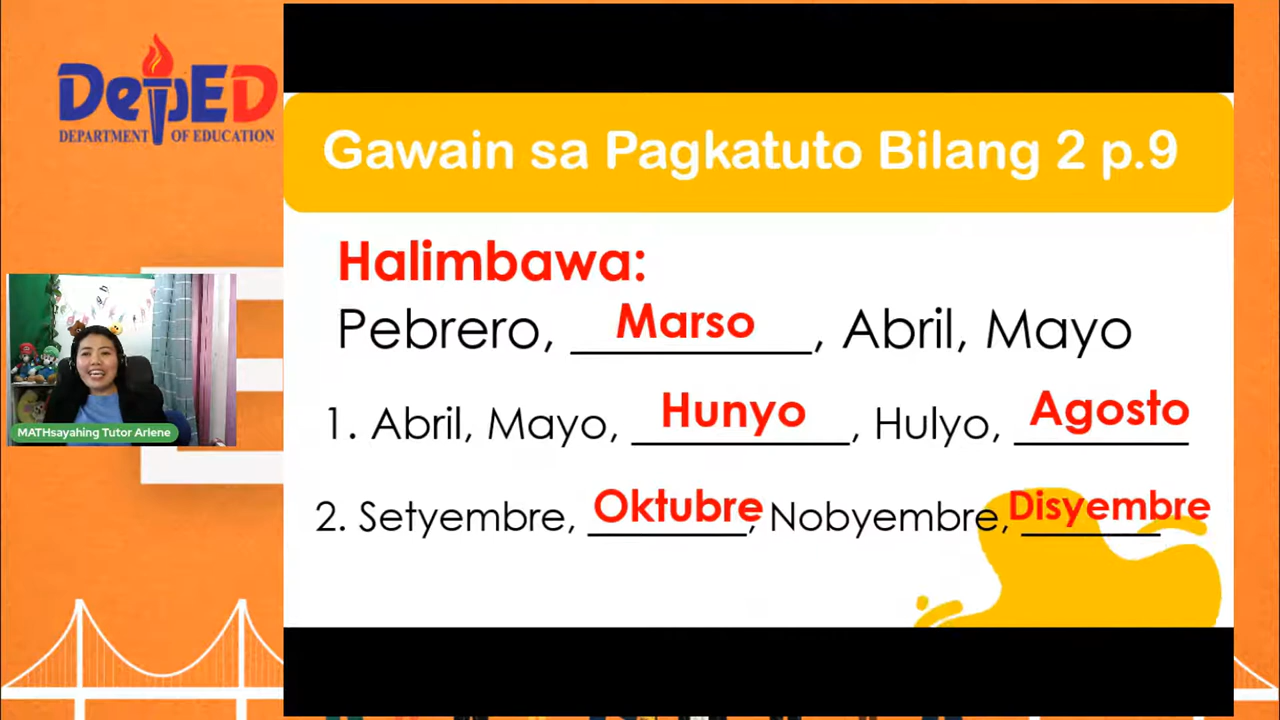 DepED
DEPARTMENT OF EDUCATION
Gawain sa Pagkatuto Bilang 2 p.9
Halimbawa:
Pebrero, Marso, Abril, Mayo
1. Abril, Mayo, Hunyo, Hulyo, Agosto
2. Setyembre, Oktubre, Nobyembre, Disyembre
MATHsayahing Tutor Arlene